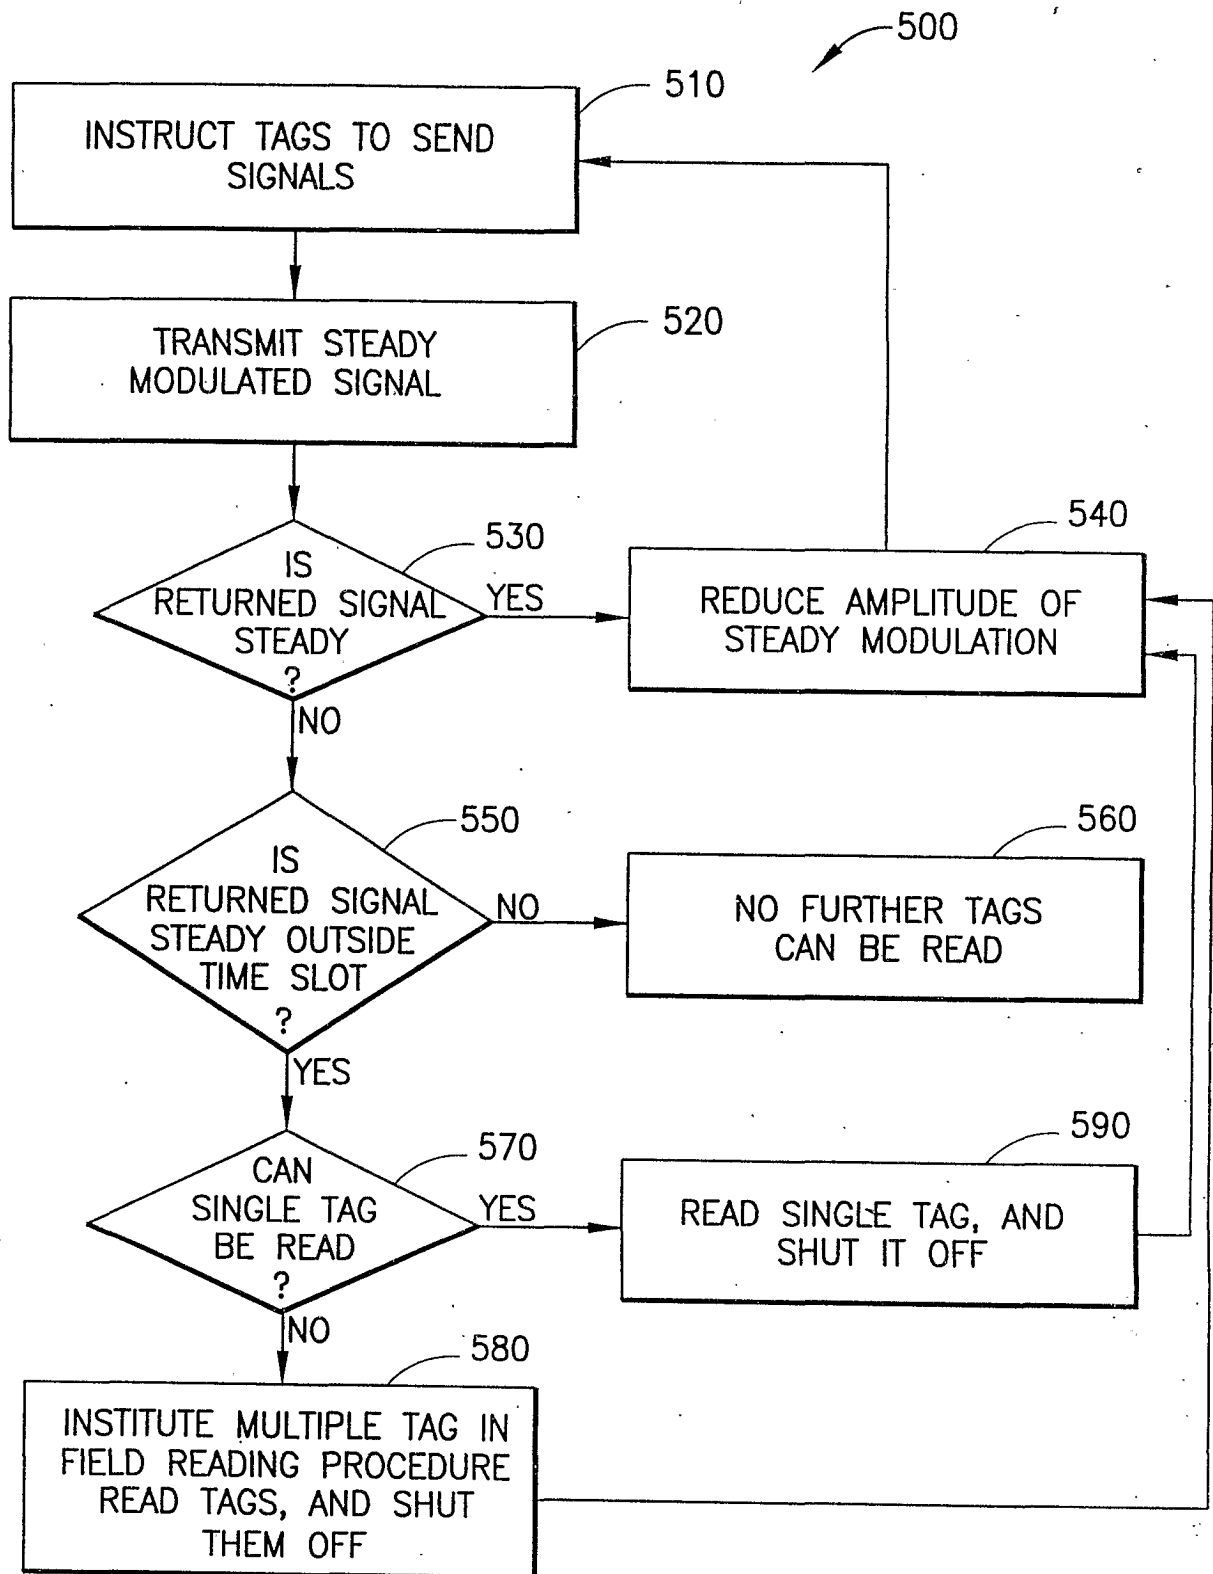 500
510
INSTRUCT TAGS TO SEND
SIGNALS
520
TRANSMIT STEADY
MODULATED SIGNAL
530
IS
RETURNED SIGNAL
STEADY
?
YES
NO
540
REDUCE AMPLITUDE OF
STEADY MODULATION
550
IS
RETURNED SIGNAL
STEADY OUTSIDE
TIME SLOT
?
NO
YES
560
NO FURTHER TAGS
CAN BE READ
570
CAN
SINGLE TAG
BE READ
?
YES
NO
590
READ SINGLE TAG, AND
SHUT IT OFF
580
INSTITUTE MULTIPLE TAG IN
FIELD READING PROCEDURE
READ TAGS, AND SHUT
THEM OFF